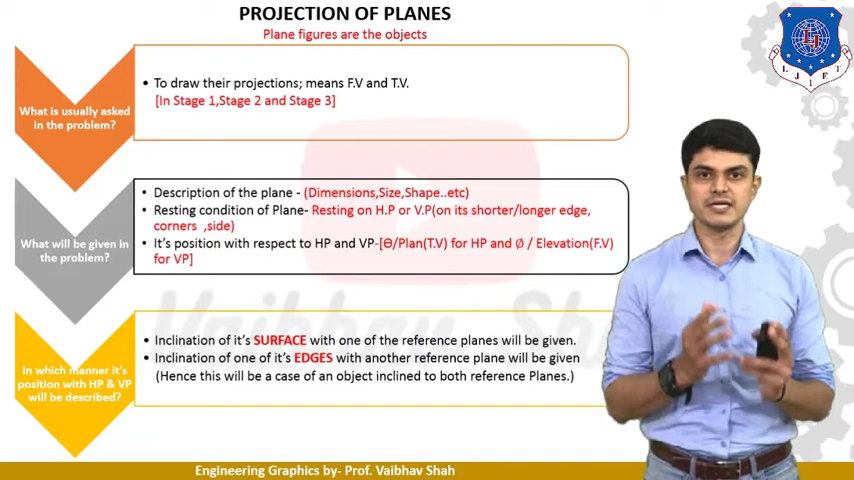 PROJECTION OF PLANES
Plane figures are the objects
What is usually asked
in the problem?
• To draw their projections; means F.V and T.V.
[In Stage 1,Stage 2 and Stage 3]
What will be given in
the problem?
• Description of the plane - (Dimensions,Size,Shape..etc)
• Resting condition of Plane- Resting on H.P or V.P(on its shorter/longer edge,
corners ,side)
• It's position with respect to HP and VP-[Ɵ/Plan(T.V) for HP and Ø / Elevation(F.V)
for VP]
In which manner it's
position with HP & VP
will be described?
• Inclination of it's SURFACE with one of the reference planes will be given.
• Inclination of one of it's EDGES with another reference plane will be given
(Hence this will be a case of an object inclined to both reference Planes.)
Vaibhav Shah
Engineering Graphics by- Prof. Vaibhav Shah
LJ
LJIET